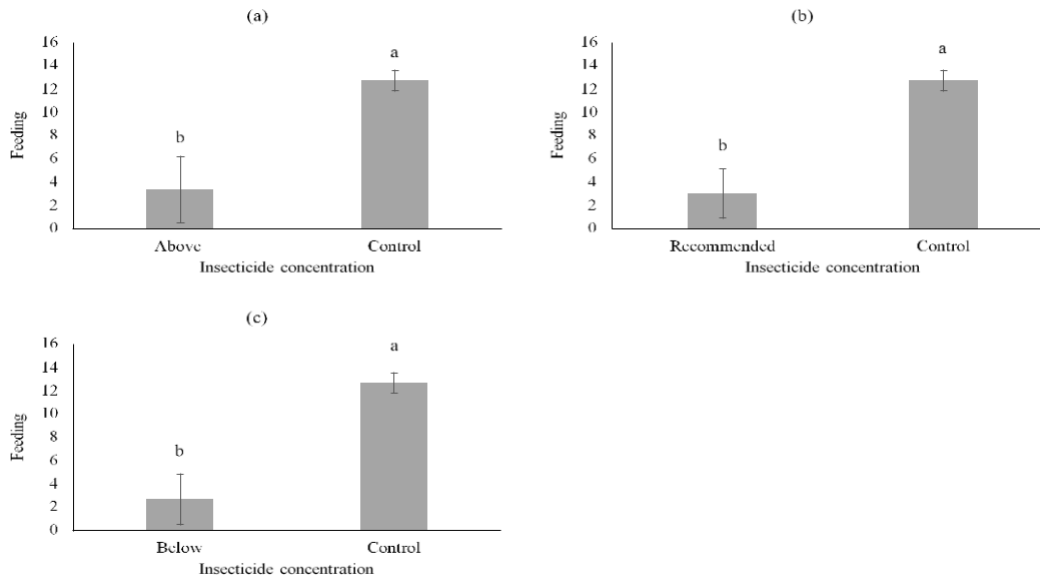 (a)
16
14
12
10
8
6
4
2
0
Feeding
b
a
Above Control
Insecticide concentration
(b)
16
14
12
10
8
6
4
2
0
Feeding
b
a
Recommended Control
Insecticide concentration
(c)
16
14
12
10
8
6
4
2
0
Feeding
b
a
Below Control
Insecticide concentration